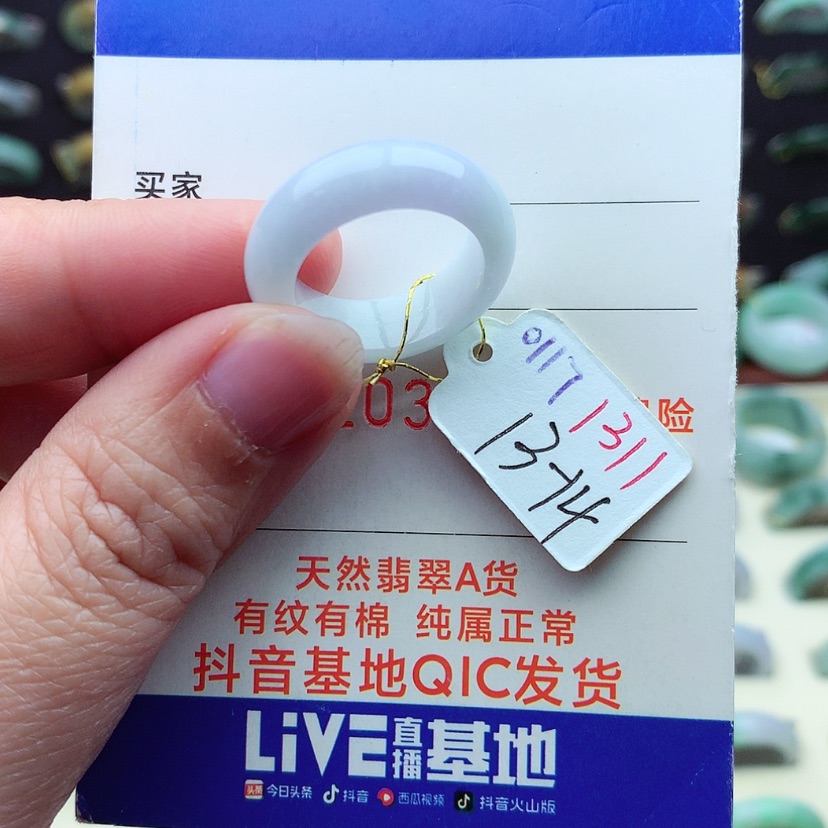 买家
0117
1311
13-14
203
险
天然翡翠A货
有纹有棉 纯属正常
抖音基地QIC发货
LiVE直播基地
头条 今日头条 抖音 西瓜视频 抖音火山版